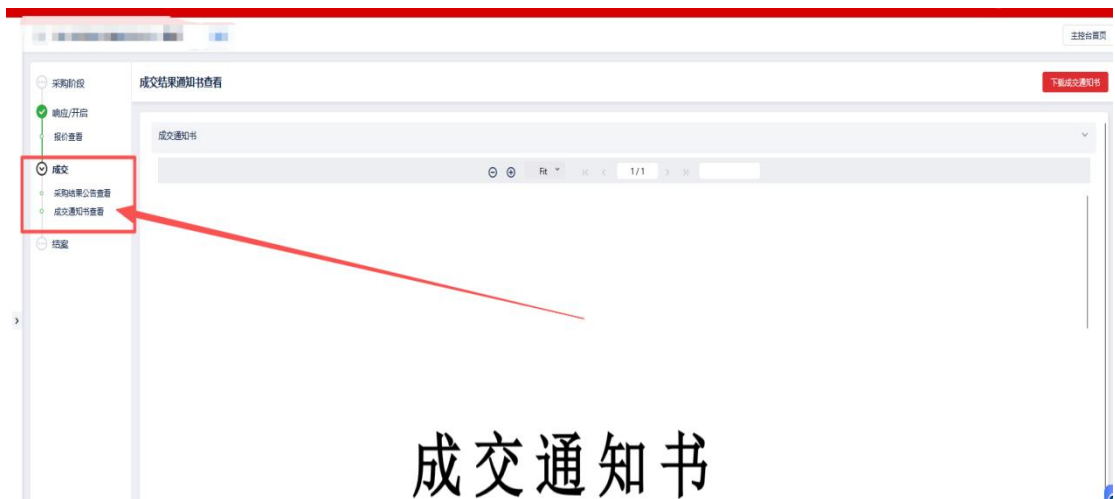 主控台首页
采购阶段
成交结果通知书查看
下载成交通知书
响应/开启
报价查看
成交通知书
Fit
1/1
成交
采购结果公告查看
成交通知书查看
结案
成交通知书